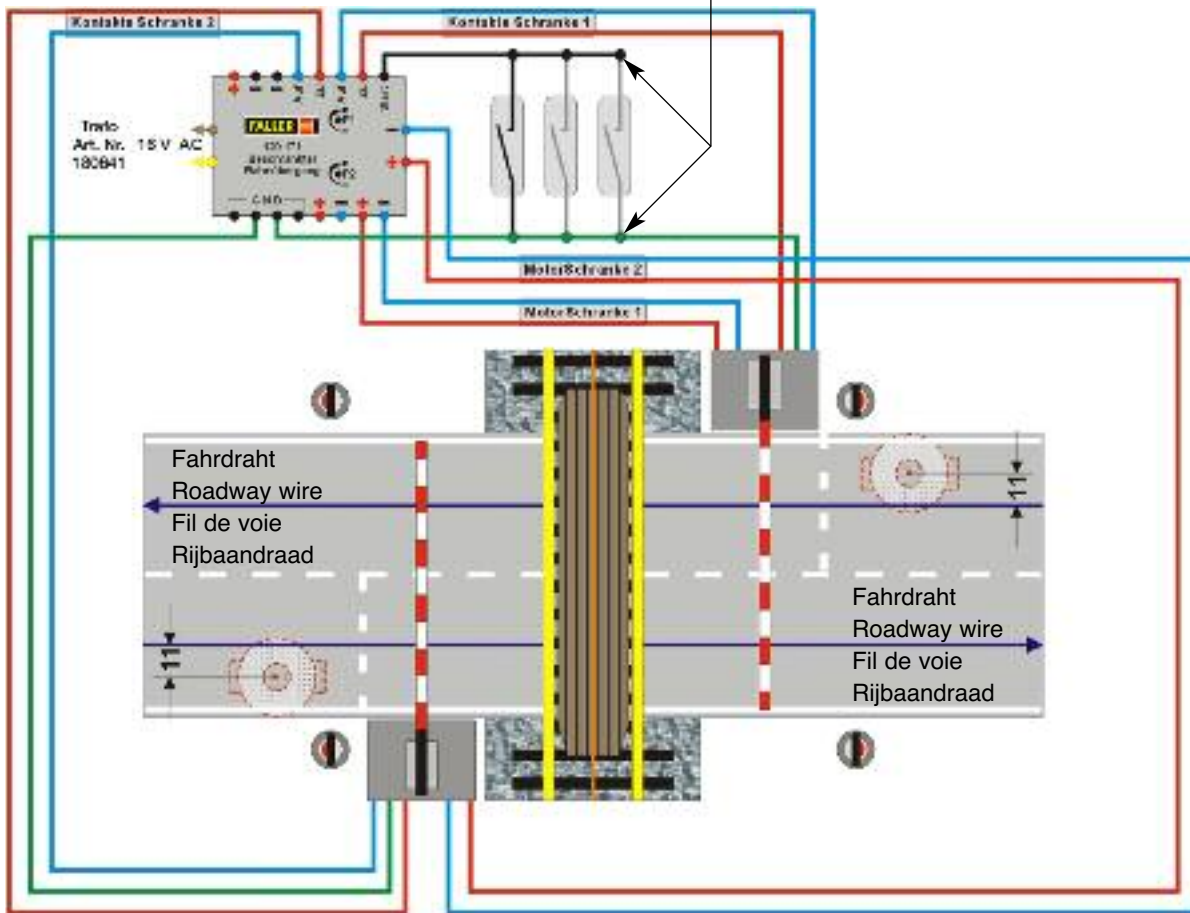 Kontakte Schranke 2
Kontakte Schranke 1
Trafo
Art. Nr. 16 V AC
180641
FALLER
Bahnübergang
GND
Motor Schranke 2
Motor Schranke 1
Fahrdraht
Roadway wire
Fil de voie
Rijbaandraad
11
Fahrdraht
Roadway wire
Fil de voie
Rijbaandraad
11